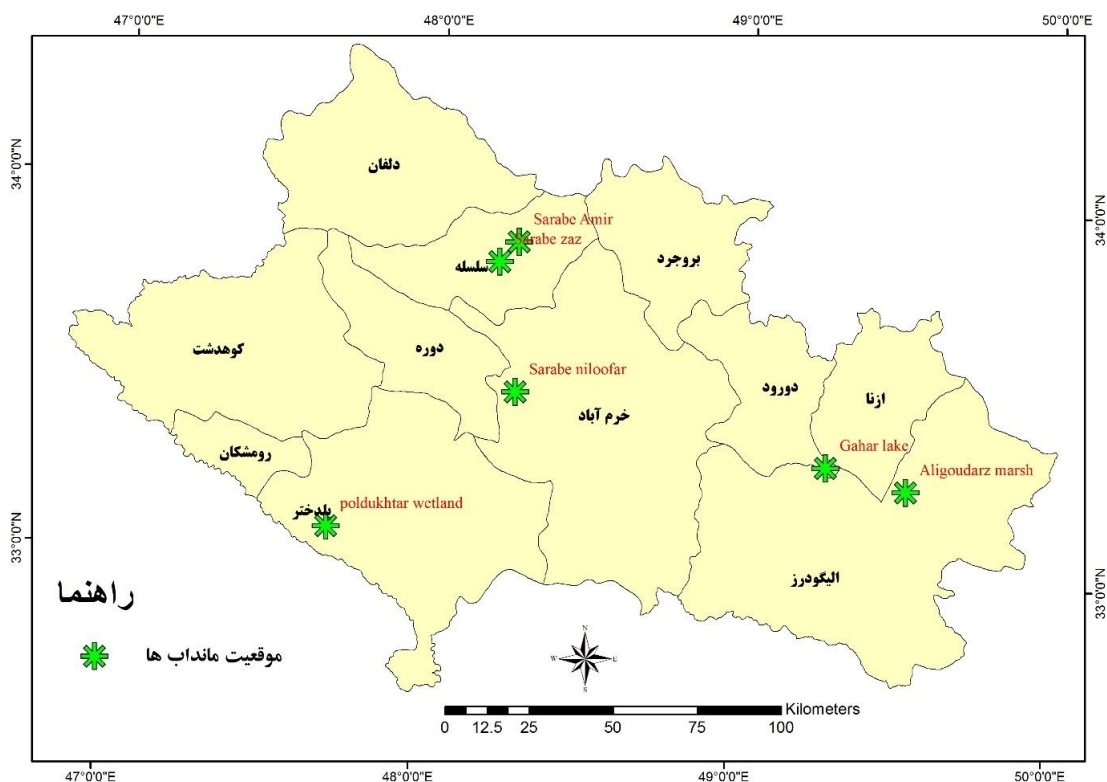 47°0'0"E 48°0'0"E 49°0'0"E 50°0'0"E
34°0'0"N
34°0'0"N
دلفان
Sarabe Amir
Sarabe zaz
سلسله
بروجرد
کوهدشت
دوره
Sarabe niloofar
خرم آباد
دورود
ازنا
رومشکان
Gahar lake
Aligoudarz marsh
poldukhtar wetland
پلدختر
33°0'0"N
33°0'0"N
الیگودرز
راهنما
موقعیت مانداب ها
N
W E
S
Kilometers
0 12.5 25 50 75 100
47°0'0"E 48°0'0"E 49°0'0"E 50°0'0"E